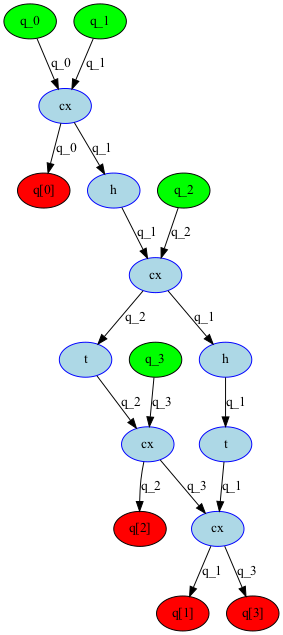 q_0 q_1
q_0 q_1
cx
q_0 q_1
q[0] h q_2
q_1 q_2
cx
q_2 q_1
t q_3 h
q_2 q_3 q_1
cx t
q_2 q_3 q_1
q[2] cx
q_1 q_3
q[1] q[3]